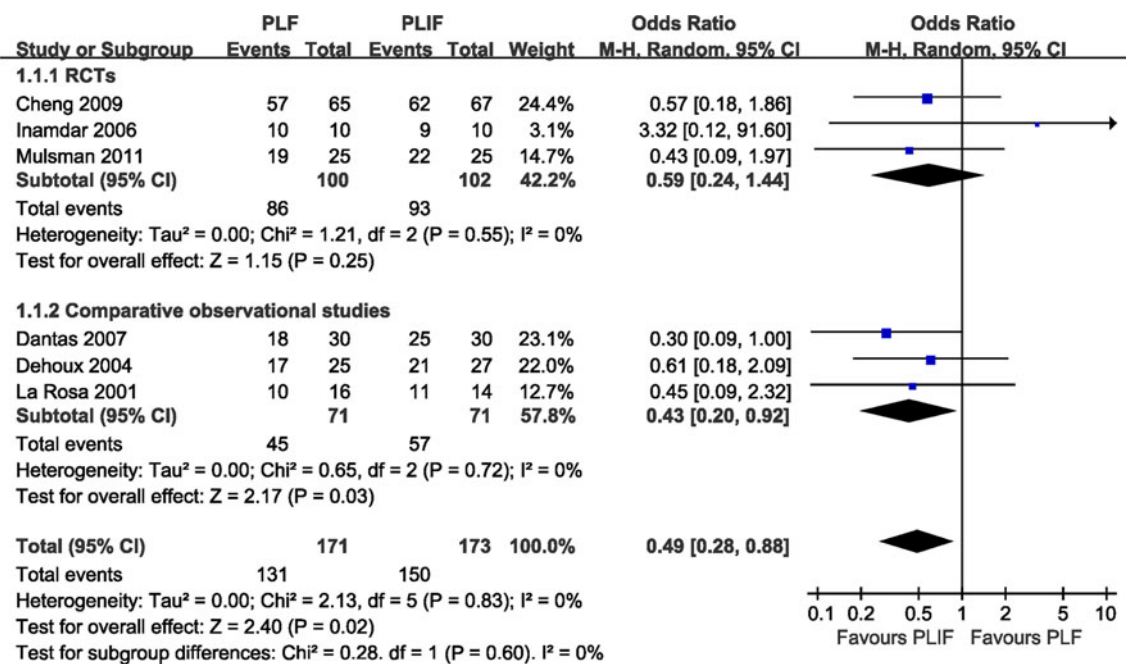 PLF PLIF Odds Ratio Odds Ratio
Study or Subgroup Events Total Events Total Weight M-H, Random, 95% CI M-H, Random, 95% CI
1.1.1 RCTs
Cheng 2009 57 65 62 67 24.4% 0.57 [0.18, 1.86]
Inamdar 2006 10 10 9 10 3.1% 3.32 [0.12, 91.60]
Mulsman 2011 19 25 22 25 14.7% 0.43 [0.09, 1.97]
Subtotal (95% CI) 100 102 42.2% 0.59 [0.24, 1.44]
Total events 86 93
Heterogeneity: Tau² = 0.00; Chi² = 1.21, df = 2 (P = 0.55); I² = 0%
Test for overall effect: Z = 1.15 (P = 0.25)
1.1.2 Comparative observational studies
Dantas 2007 18 30 25 30 23.1% 0.30 [0.09, 1.00]
Dehoux 2004 17 25 21 27 22.0% 0.61 [0.18, 2.09]
La Rosa 2001 10 16 11 14 12.7% 0.45 [0.09, 2.32]
Subtotal (95% CI) 71 71 57.8% 0.43 [0.20, 0.92]
Total events 45 57
Heterogeneity: Tau² = 0.00; Chi² = 0.65, df = 2 (P = 0.72); I² = 0%
Test for overall effect: Z = 2.17 (P = 0.03)
Total (95% CI) 171 173 100.0% 0.49 [0.28, 0.88]
Total events 131 150
Heterogeneity: Tau² = 0.00; Chi² = 2.13, df = 5 (P = 0.83); I² = 0%
Test for overall effect: Z = 2.40 (P = 0.02)
Test for subgroup differences: Chi² = 0.28. df = 1 (P = 0.60). I² = 0%
0.1 0.2 0.5 1 2 5 10
Favours PLIF Favours PLF